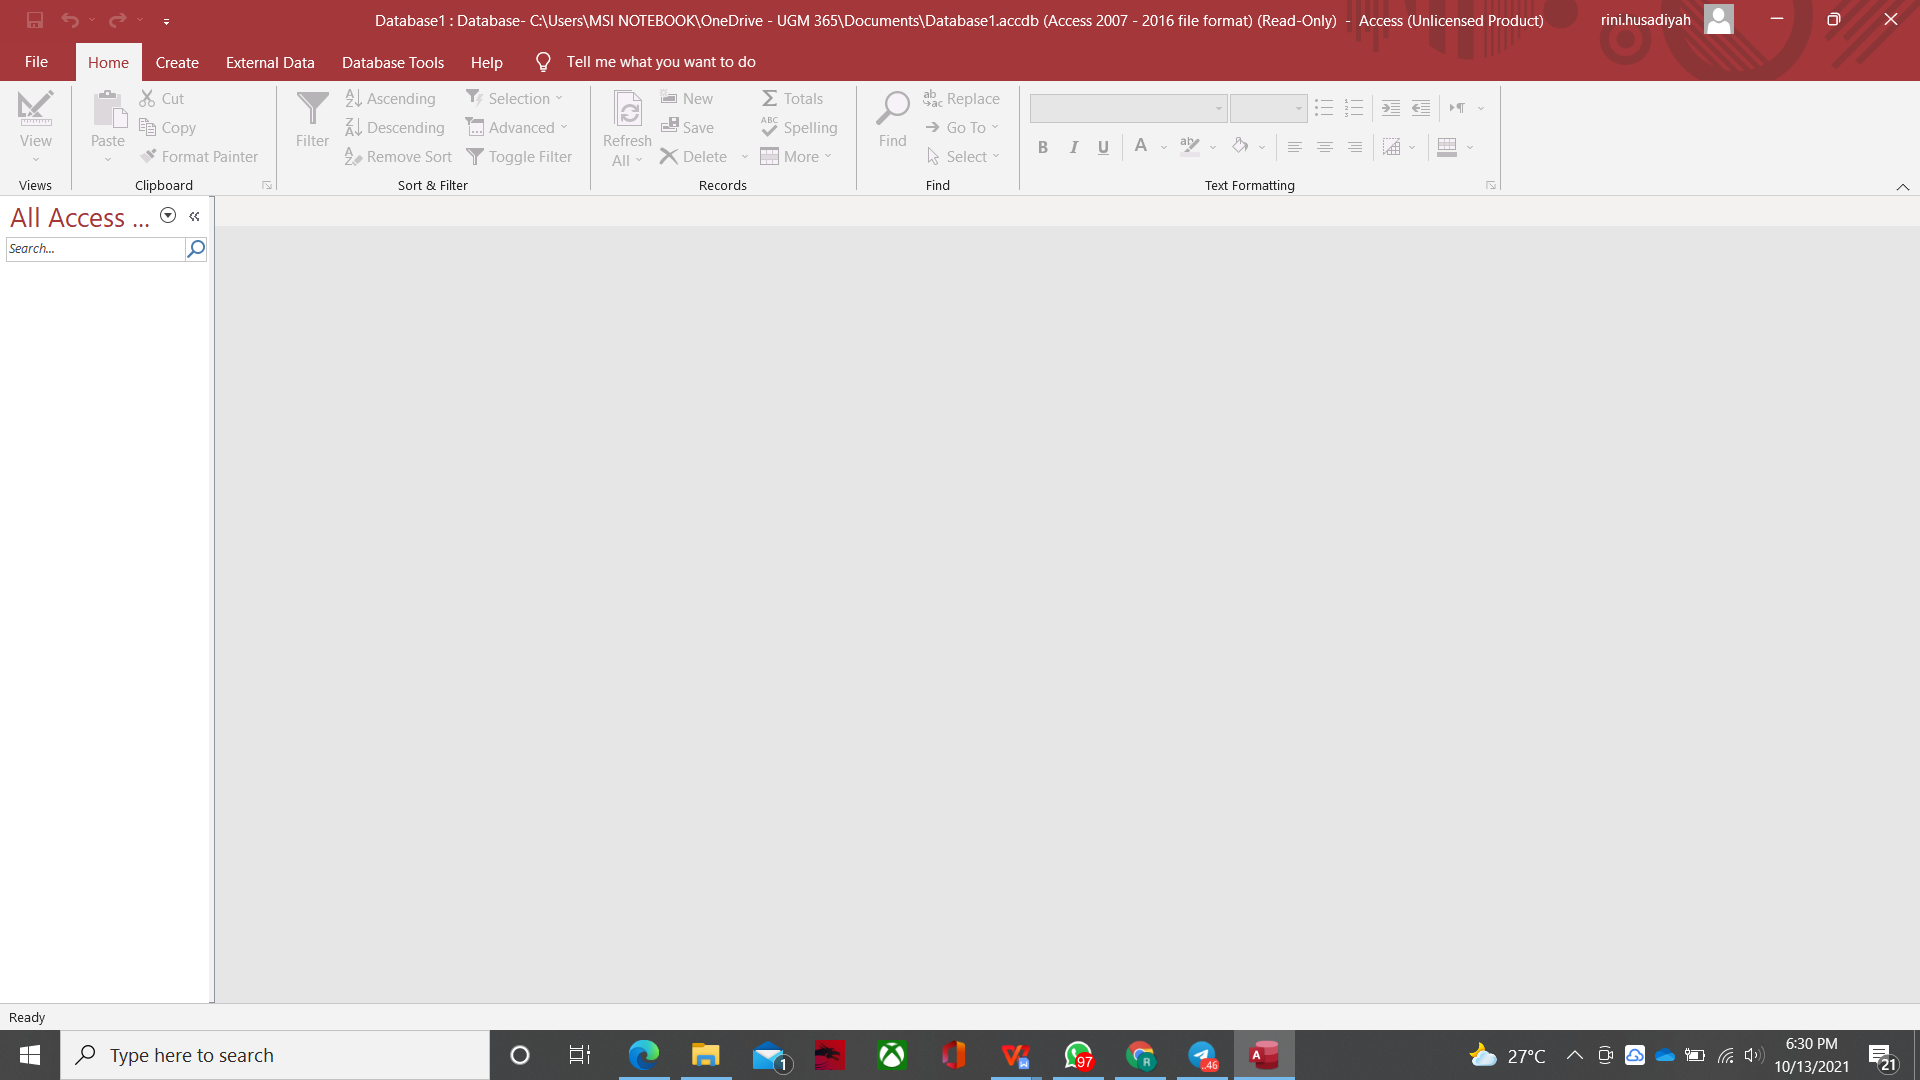 Database1 : Database- C:\Users\MSI NOTEBOOK\OneDrive - UGM 365\Documents\Database1.accdb (Access 2007 - 2016 file format) (Read-Only)  -  Access (Unlicensed Product)
rini.husadiyah
File Home Create External Data Database Tools Help Tell me what you want to do
View
Views
Paste
Cut
Copy
Format Painter
Clipboard
Filter
Ascending
Descending
Remove Sort
Selection
Advanced
Toggle Filter
Sort & Filter
Refresh
All
New
Save
Delete
Totals
Spelling
More
Records
Find
Replace
Go To
Select
Find
B I U A
Text Formatting
All Access ...
Search...
Ready
Type here to search
1
97
R
..46
A
27°C
6:30 PM
10/13/2021
21